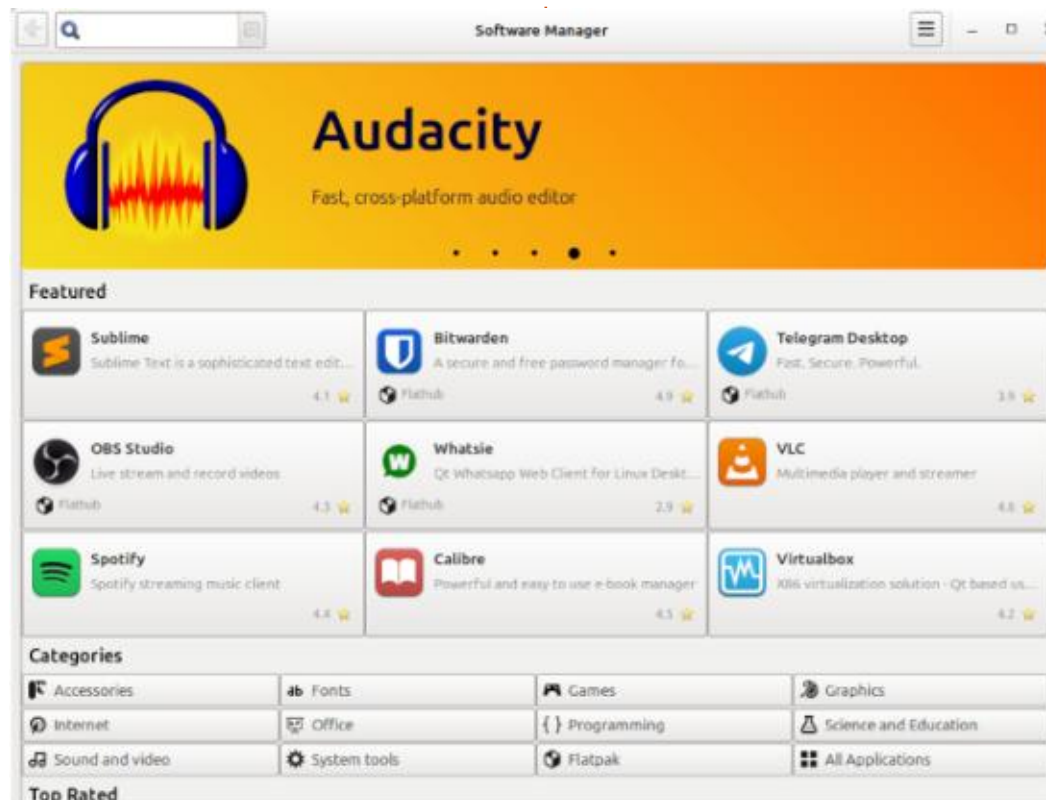 Software Manager
Audacity
Fast, cross-platform audio editor
Featured
Sublime
Sublime Text is a sophisticated text edit...
4.1
Bitwarden
A secure and free password manager fo...
Flathub
4.9
Telegram Desktop
Fast. Secure. Powerful.
Flathub
3.9
OBS Studio
Live stream and record videos
Flathub
4.3
Whatsie
Qt Whatsapp Web Client for Linux Deskt...
Flathub
2.9
VLC
Multimedia player and streamer
Spotify
Spotify streaming music client
4.4
Calibre
Powerful and easy to use e-book manager
4.5
Virtualbox
X86 virtualization solution - Qt based us...
4.2
Categories
Accessories
ab Fonts
Games
Graphics
Internet
Office
{ } Programming
Science and Education
Sound and video
System tools
Flatpak
All Applications
Top Rated